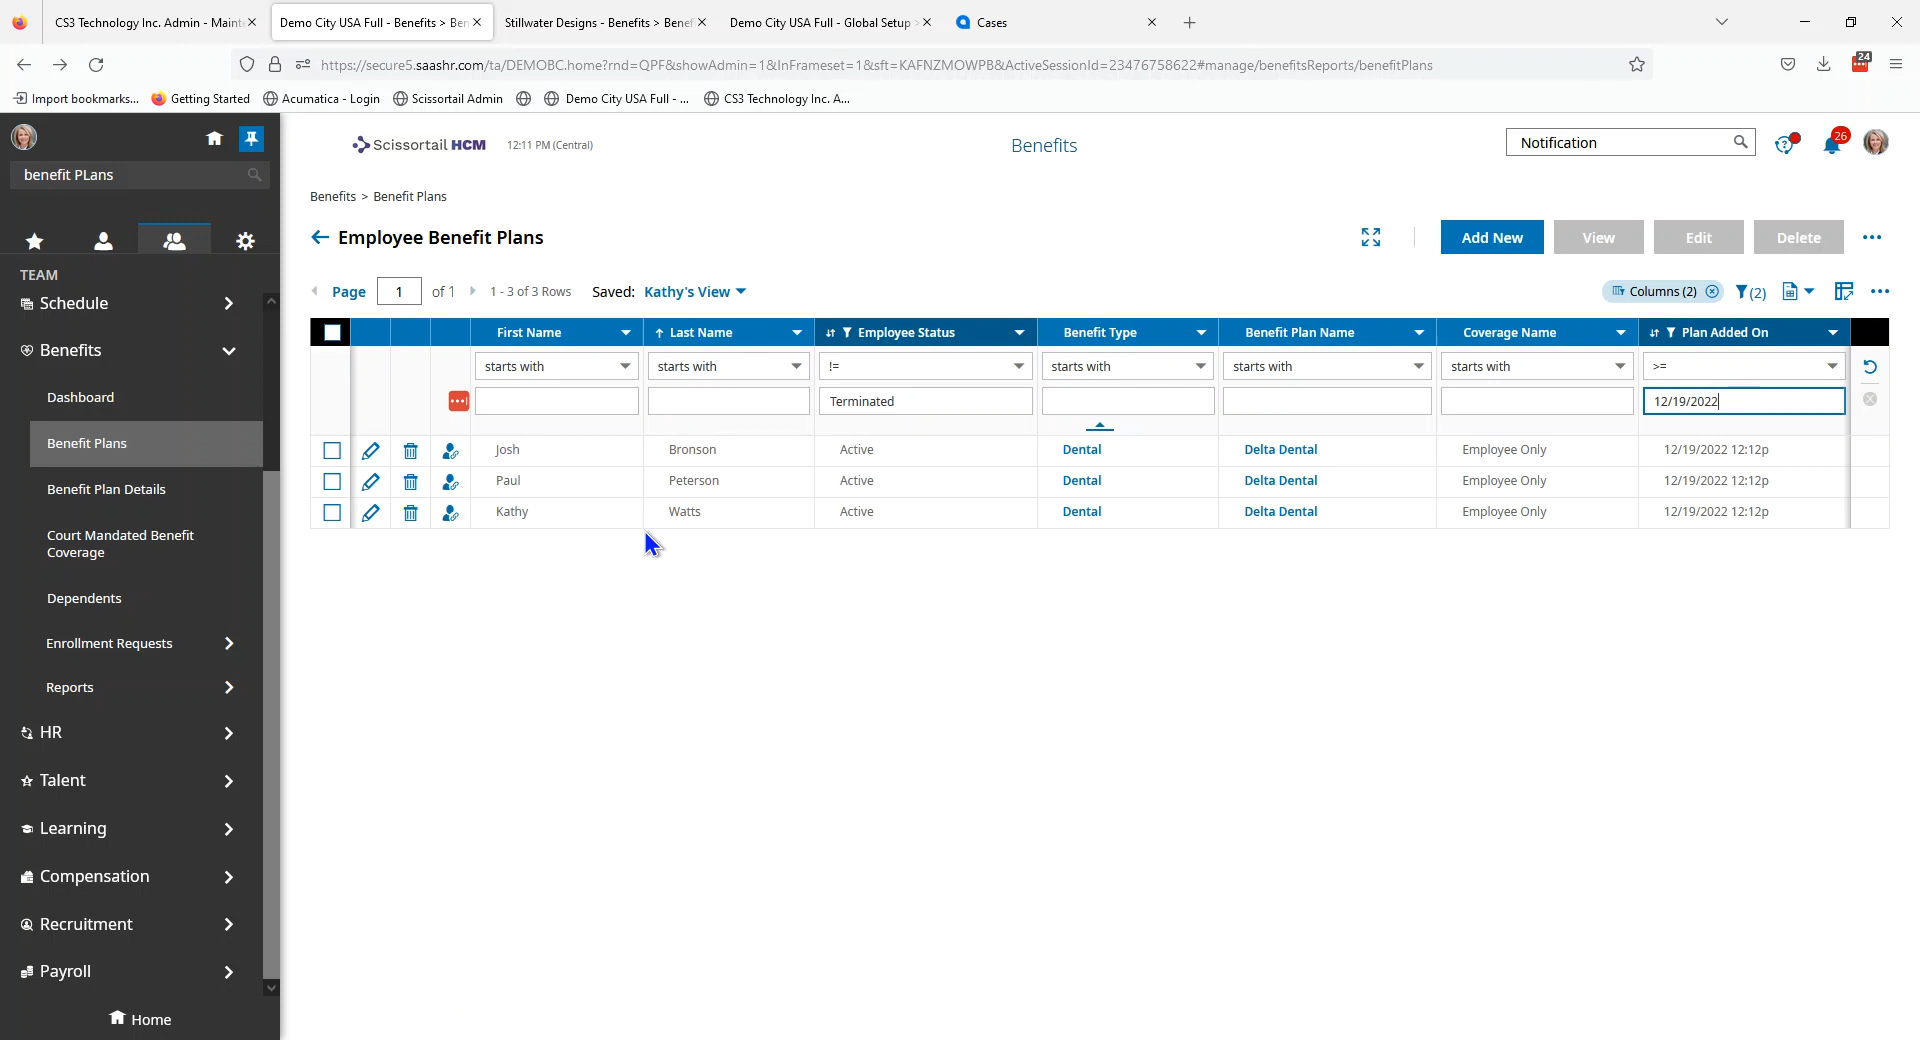 CS3 Technology Inc. Admin - Maint
Demo City USA Full - Benefits > Ben
Stillwater Designs - Benefits > Benef
Demo City USA Full - Global Setup >
Cases
https://secure5.saashr.com/ta/DEMOBC.home?rnd=QPF&showAdmin=1&InFrameset=1&sft=KAFNZMOWPB&ActiveSessionId=23476758622#manage/benefitsReports/benefitPlans
24
Import bookmarks...
Getting Started
Acumatica - Login
Scissortail Admin
Demo City USA Full - ...
CS3 Technology Inc. A...
benefit PLans
Scissortail HCM
12:11 PM (Central)
Benefits
Notification
26
Benefits > Benefit Plans
Employee Benefit Plans
Add New
View
Edit
Delete
Page 1 of 1
1 - 3 of 3 Rows
Saved: Kathy's View
Columns (2)
(2)
First Name
Last Name
Employee Status
Benefit Type
Benefit Plan Name
Coverage Name
Plan Added On
starts with
starts with
!=
starts with
starts with
starts with
>=
Terminated
12/19/2022
Josh Bronson Active Dental Delta Dental Employee Only 12/19/2022 12:12p
Paul Peterson Active Dental Delta Dental Employee Only 12/19/2022 12:12p
Kathy Watts Active Dental Delta Dental Employee Only 12/19/2022 12:12p
TEAM
Schedule
Benefits
Dashboard
Benefit Plans
Benefit Plan Details
Court Mandated Benefit
Coverage
Dependents
Enrollment Requests
Reports
HR
Talent
Learning
Compensation
Recruitment
Payroll
Home